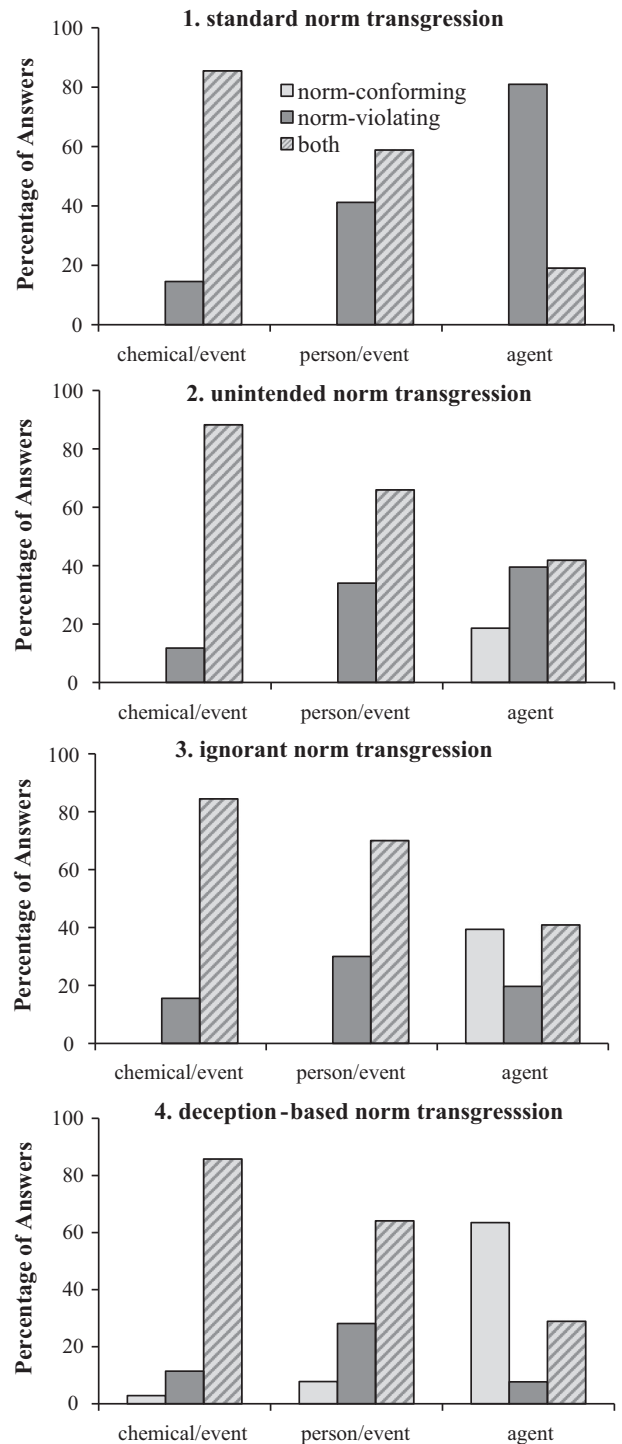 1. standard norm transgression
Percentage of Answers
100
80
60
40
20
0
norm-conforming
norm-violating
both
chemical/event person/event agent
2. unintended norm transgression
Percentage of Answers
100
80
60
40
20
0
chemical/event person/event agent
3. ignorant norm transgression
Percentage of Answers
100
80
60
40
20
0
chemical/event person/event agent
4. deception-based norm transgresssion
Percentage of Answers
100
80
60
40
20
0
chemical/event person/event agent